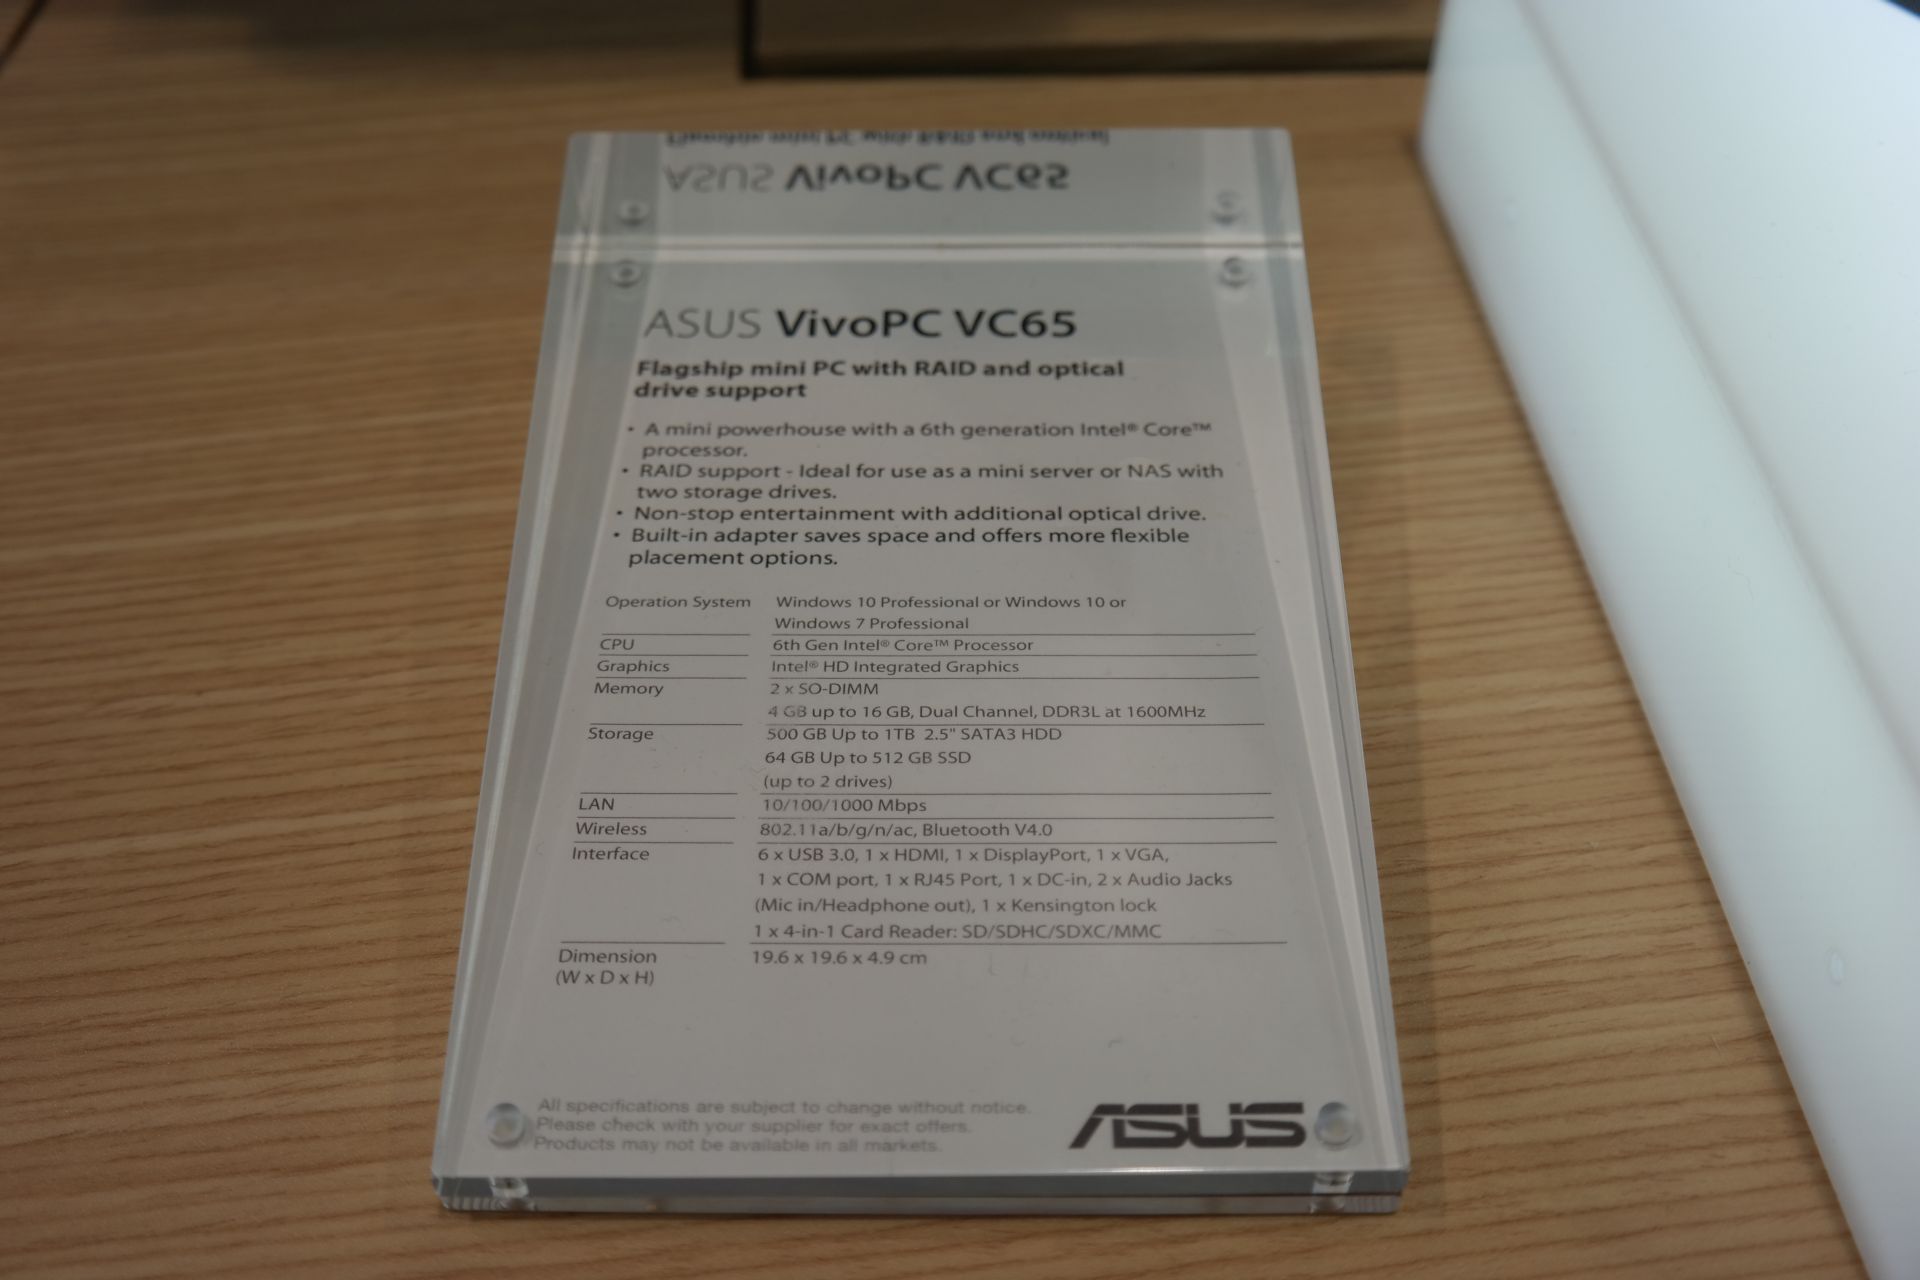 ASUS VivoPC VC65
Flagship mini PC with RAID and optical
drive support
• A mini powerhouse with a 6th generation Intel® Core™
processor.
• RAID support - Ideal for use as a mini server or NAS with
two storage drives.
• Non-stop entertainment with additional optical drive.
• Built-in adapter saves space and offers more flexible
placement options.
Operation System Windows 10 Professional or Windows 10 or
Windows 7 Professional
CPU 6th Gen Intel® Core™ Processor
Graphics Intel® HD Integrated Graphics
Memory 2 x SO-DIMM
4 GB up to 16 GB, Dual Channel, DDR3L at 1600MHz
Storage 500 GB Up to 1TB 2.5" SATA3 HDD
64 GB Up to 512 GB SSD
(up to 2 drives)
LAN 10/100/1000 Mbps
Wireless 802.11a/b/g/n/ac, Bluetooth V4.0
Interface 6 x USB 3.0, 1 x HDMI, 1 x DisplayPort, 1 x VGA,
1 x COM port, 1 x RJ45 Port, 1 x DC-in, 2 x Audio Jacks
(Mic in/Headphone out), 1 x Kensington lock
1 x 4-in-1 Card Reader: SD/SDHC/SDXC/MMC
Dimension 19.6 x 19.6 x 4.9 cm
(W x D x H)
All specifications are subject to change without notice.
Please check with your supplier for exact offers.
Products may not be available in all markets.
ASUS